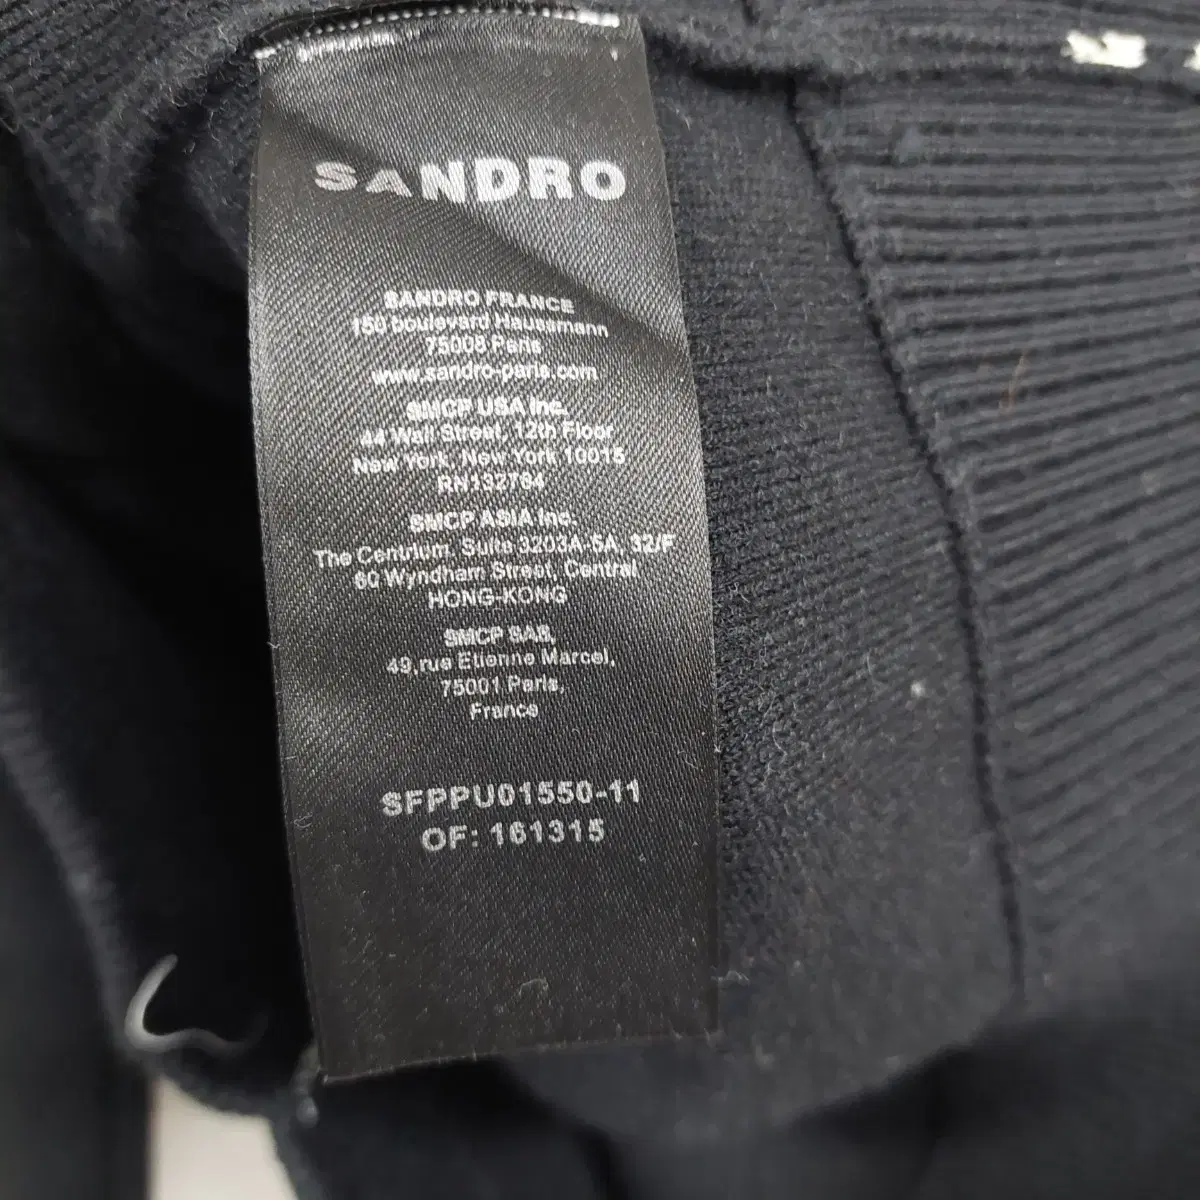 SANDRO
SANDRO FRANCE
150 boulevard Haussmann
75008 Paris
www.sandro-paris.com
SMCP USA Inc.
44 Wall Street, 12th Floor
New York, New York 10015
RN132784
SMCP ASIA Inc.
The Centrium, Suite 3203A-5A, 32/F
60 Wyndham Street, Central
HONG-KONG
SMCP SAS,
49,rue Etienne Marcel,
75001 Paris,
France
SFPPU01550-11
OF: 161315